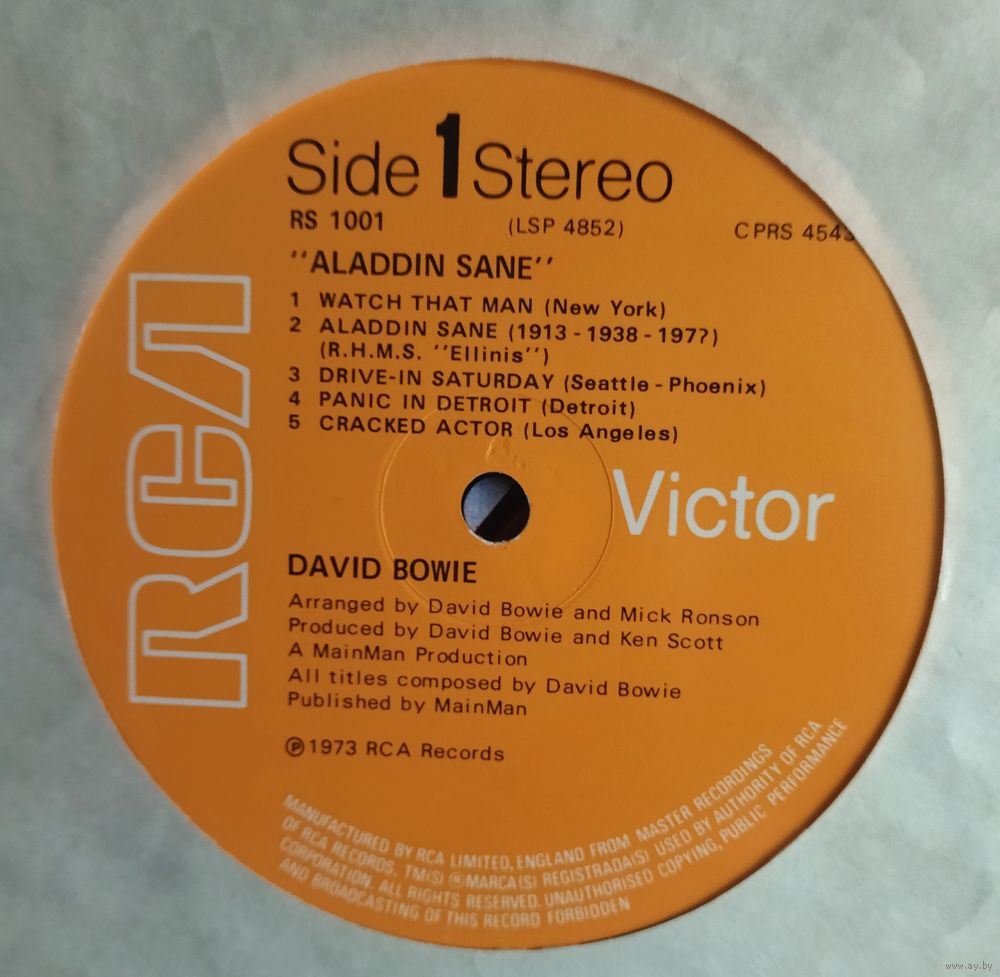 Side 1 Stereo
RS 1001 (LSP 4852) CPRS 4543
"ALADDIN SANE"
1 WATCH THAT MAN (New York)
2 ALADDIN SANE (1913 - 1938 - 197?)
(R.H.M.S. "Ellinis")
3 DRIVE-IN SATURDAY (Seattle - Phoenix)
4 PANIC IN DETROIT (Detroit)
5 CRACKED ACTOR (Los Angeles)
RCA
Victor
DAVID BOWIE
Arranged by David Bowie and Mick Ronson
Produced by David Bowie and Ken Scott
A MainMan Production
All titles composed by David Bowie
Published by MainMan
℗ 1973 RCA Records
MANUFACTURED BY RCA LIMITED, ENGLAND FROM MASTER RECORDINGS
OF RCA RECORDS, TM(S) ® MARCA(S) REGISTRADA(S) USED BY AUTHORITY OF RCA
CORPORATION. ALL RIGHTS RESERVED. UNAUTHORISED COPYING, PUBLIC PERFORMANCE
AND BROADCASTING OF THIS RECORD FORBIDDEN
www.ay.by